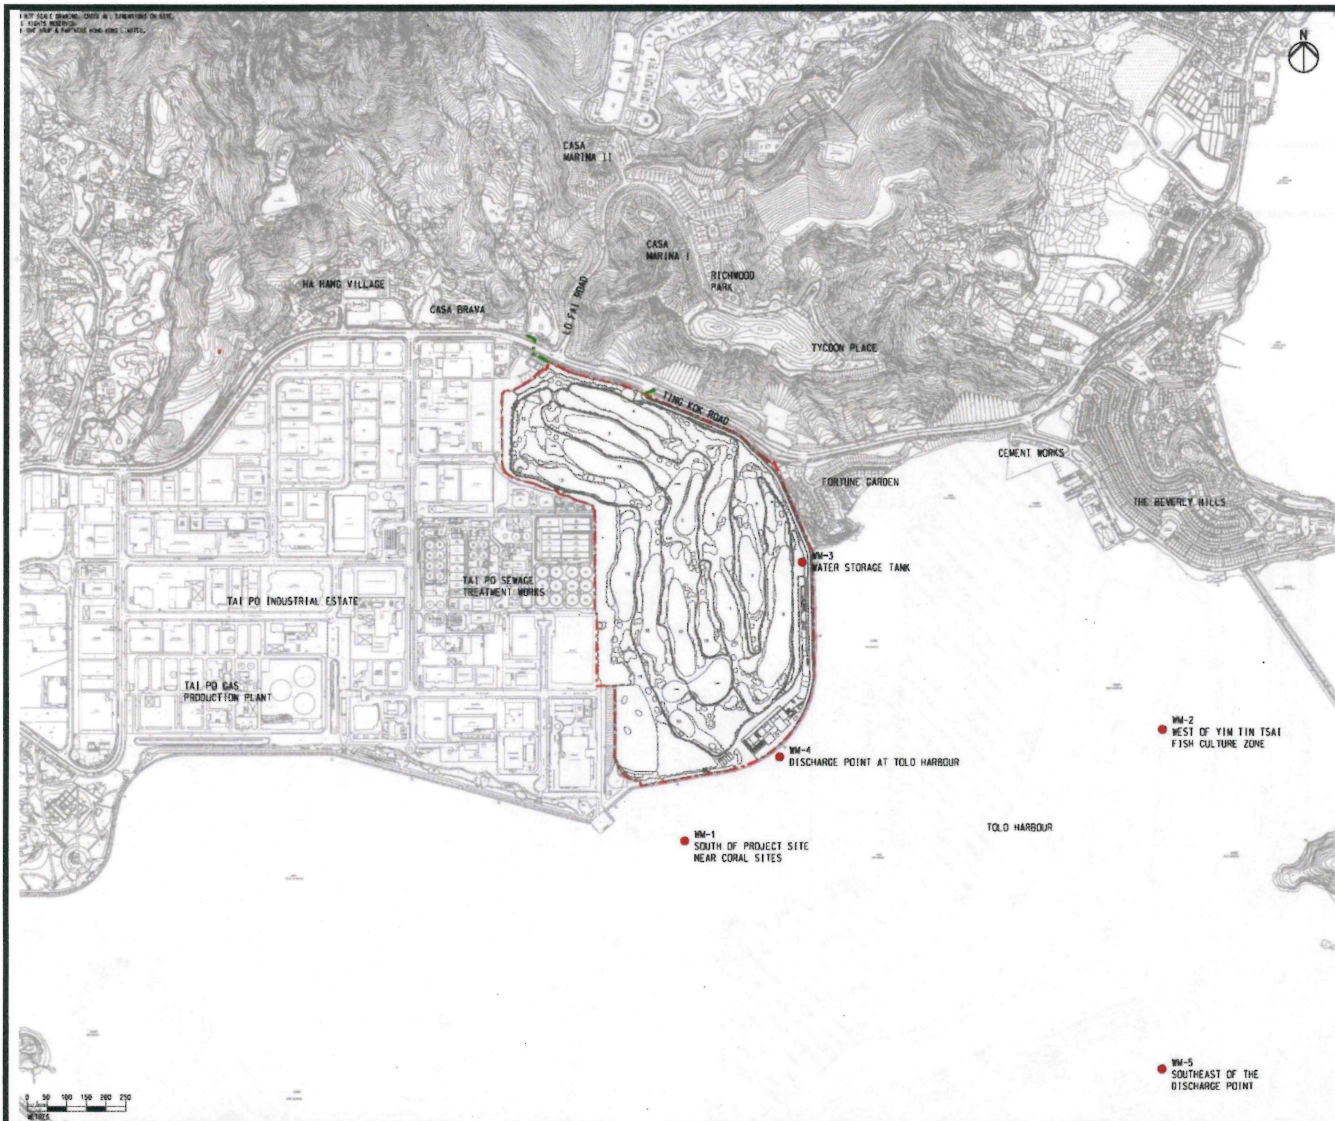 N
CASA
MARINA II
CASA
MARINA I
RICHWOOD
PARK
HA HANG VILLAGE
CASA BRAVA
LO FAI ROAD
TYCOON PLACE
TING KOK ROAD
CEMENT WORKS
FORTUNE GARDEN
THE BEVERLY HILLS
WM-3
WATER STORAGE TANK
TAI PO SEWAGE
TREATMENT WORKS
TAI PO INDUSTRIAL ESTATE
TAI PO GAS
PRODUCTION PLANT
WM-2
WEST OF YIM TIN TSAI
FISH CULTURE ZONE
WM-4
DISCHARGE POINT AT TOLO HARBOUR
TOLO HARBOUR
WM-1
SOUTH OF PROJECT SITE
NEAR CORAL SITES
WM-5
SOUTHEAST OF THE
DISCHARGE POINT
0 50 100 150 200 250
METRES